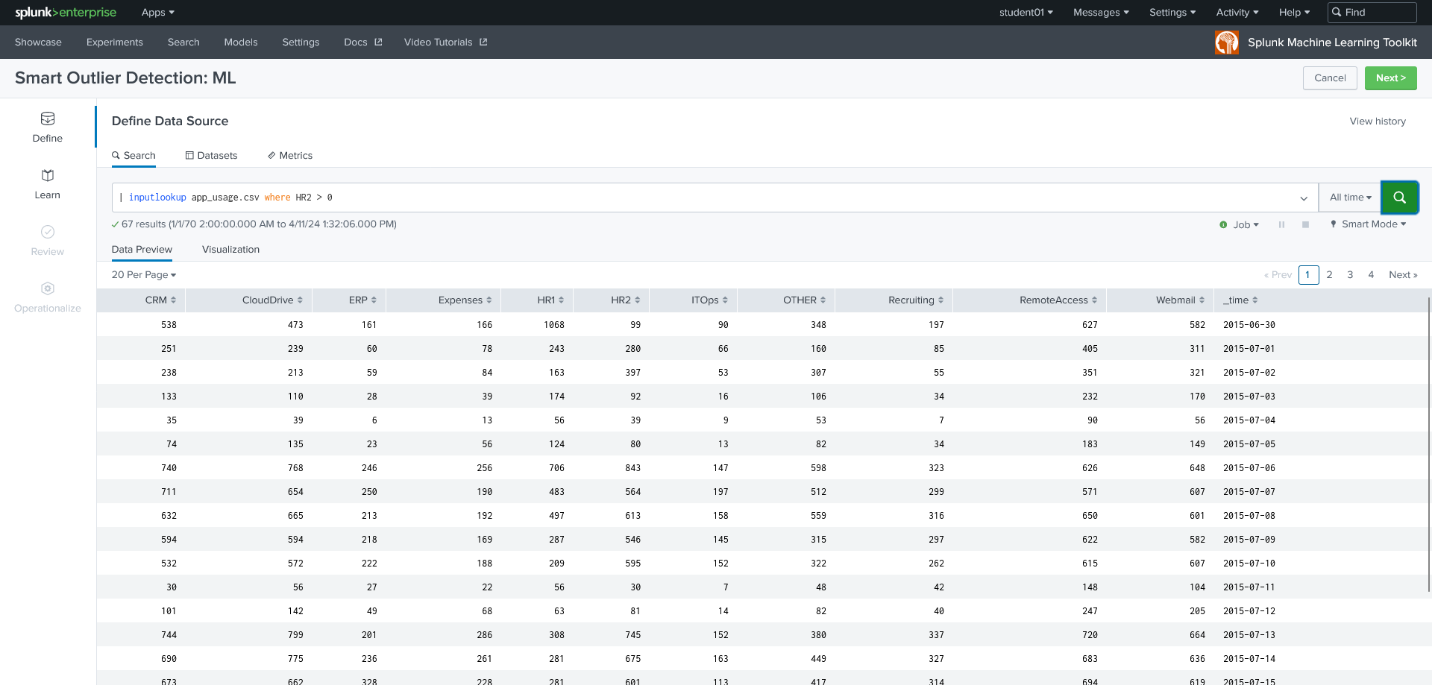 splunk>enterprise Apps student01 Messages Settings Activity Help Find
Showcase Experiments Search Models Settings Docs Video Tutorials Splunk Machine Learning Toolkit
Smart Outlier Detection: ML Cancel Next >
Define
Learn
Review
Operationalize
Define Data Source View history
Search Datasets Metrics
| inputlookup app_usage.csv where HR2 > 0 All time
67 results (1/1/70 2:00:00.000 AM to 4/11/24 1:32:06.000 PM) Job Smart Mode
Data Preview Visualization
20 Per Page « Prev 1 2 3 4 Next »
CRM CloudDrive ERP Expenses HR1 HR2 ITOps OTHER Recruiting RemoteAccess Webmail _time
538 473 161 166 1068 99 90 348 197 627 582 2015-06-30
251 239 60 78 243 280 66 160 85 405 311 2015-07-01
238 213 59 84 163 397 53 307 55 351 321 2015-07-02
133 110 28 39 174 92 16 106 34 232 170 2015-07-03
35 39 6 13 56 39 9 53 7 90 56 2015-07-04
74 135 23 56 124 80 13 82 34 183 149 2015-07-05
740 768 246 256 706 843 147 598 323 626 648 2015-07-06
711 654 250 190 483 564 197 512 299 571 607 2015-07-07
632 665 213 192 497 613 158 559 316 650 601 2015-07-08
594 594 218 169 287 546 145 315 297 622 582 2015-07-09
532 572 222 188 209 595 152 322 262 615 607 2015-07-10
30 56 27 22 56 30 7 48 42 148 104 2015-07-11
101 142 49 68 63 81 14 82 40 247 205 2015-07-12
744 799 201 286 308 745 152 380 337 720 664 2015-07-13
690 775 236 261 281 675 163 449 327 683 636 2015-07-14
673 662 328 228 281 601 113 417 314 694 619 2015-07-15